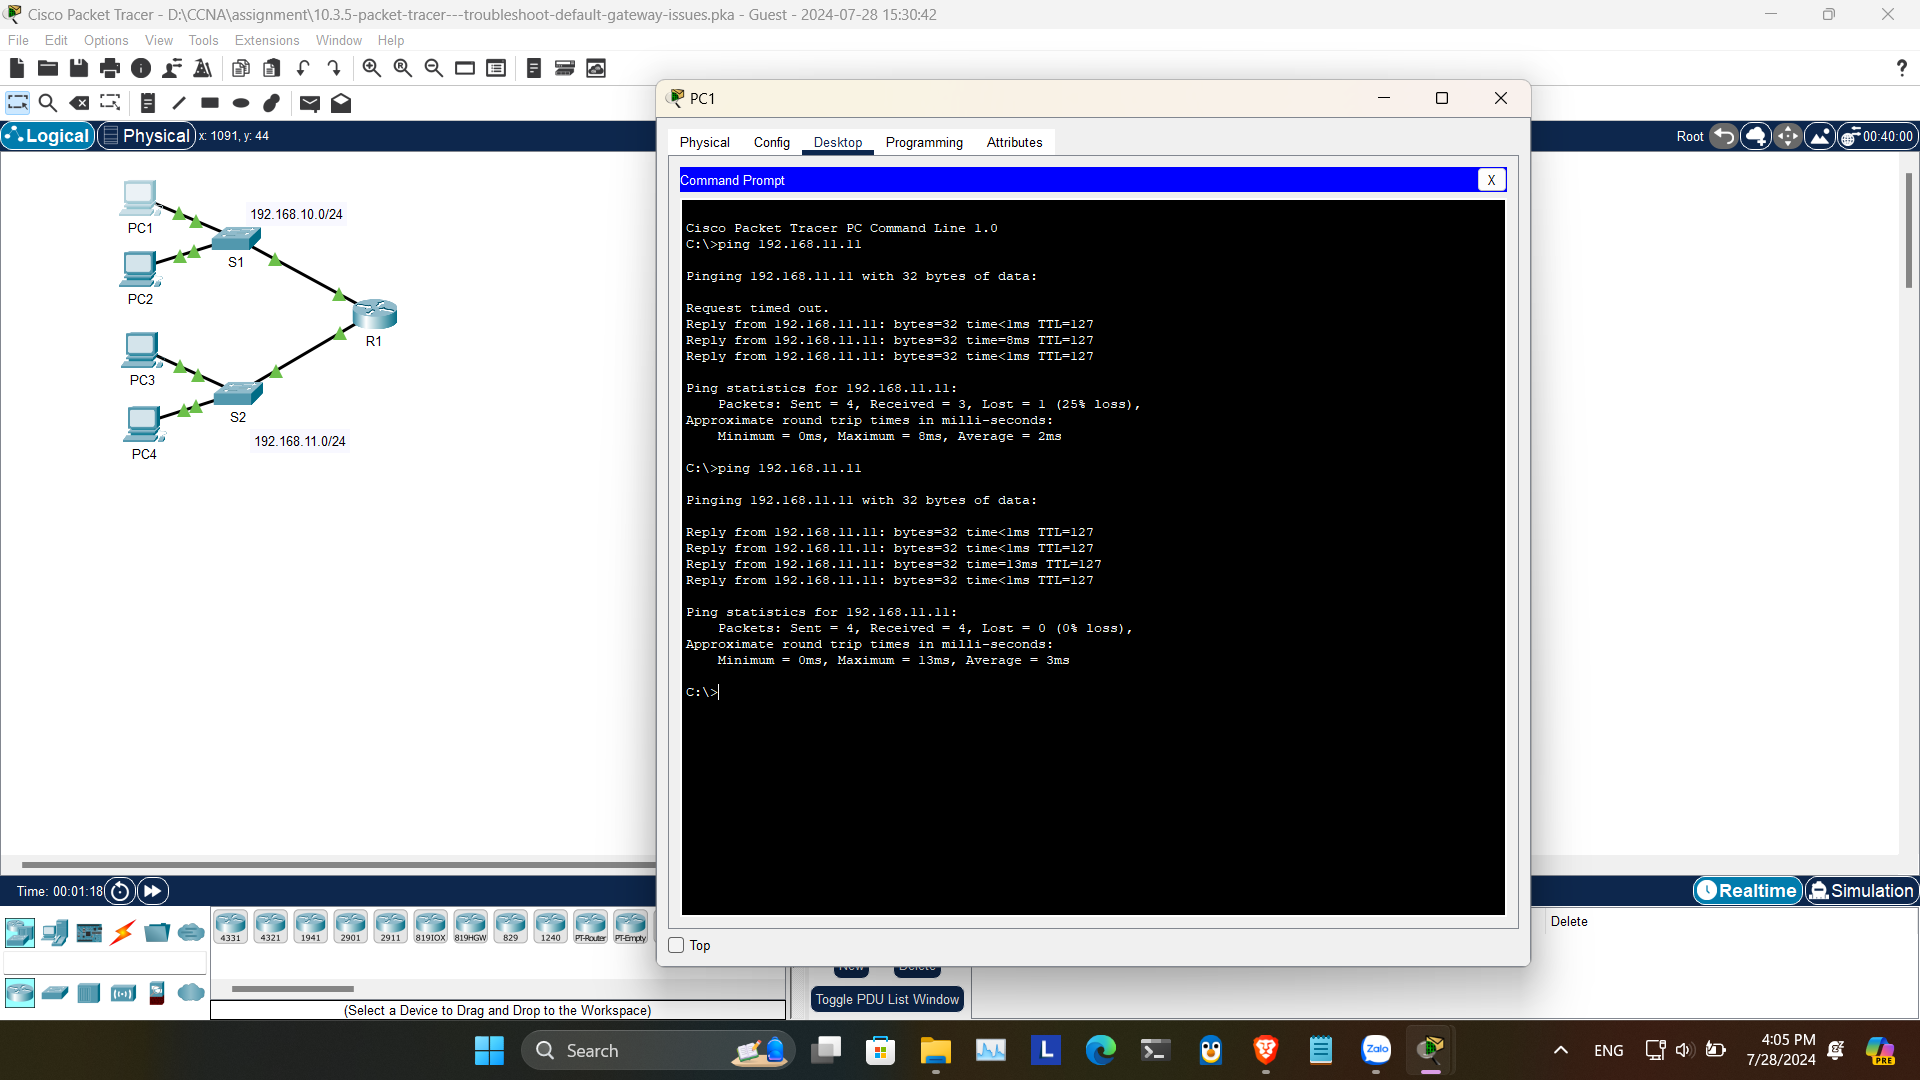 Cisco Packet Tracer - D:\CCNA\assignment\10.3.5-packet-tracer---troubleshoot-default-gateway-issues.pka - Guest - 2024-07-28 15:30:42
File Edit Options View Tools Extensions Window Help
?
Logical Physical x: 1091, y: 44
Root 00:40:00
PC1
192.168.10.0/24
S1
PC2
R1
PC3
S2
192.168.11.0/24
PC4
PC1
Physical Config Desktop Programming Attributes
Command Prompt X
Cisco Packet Tracer PC Command Line 1.0
C:\>ping 192.168.11.11
Pinging 192.168.11.11 with 32 bytes of data:
Request timed out.
Reply from 192.168.11.11: bytes=32 time<1ms TTL=127
Reply from 192.168.11.11: bytes=32 time=8ms TTL=127
Reply from 192.168.11.11: bytes=32 time<1ms TTL=127
Ping statistics for 192.168.11.11:
Packets: Sent = 4, Received = 3, Lost = 1 (25% loss),
Approximate round trip times in milli-seconds:
Minimum = 0ms, Maximum = 8ms, Average = 2ms
C:\>ping 192.168.11.11
Pinging 192.168.11.11 with 32 bytes of data:
Reply from 192.168.11.11: bytes=32 time<1ms TTL=127
Reply from 192.168.11.11: bytes=32 time<1ms TTL=127
Reply from 192.168.11.11: bytes=32 time=13ms TTL=127
Reply from 192.168.11.11: bytes=32 time<1ms TTL=127
Ping statistics for 192.168.11.11:
Packets: Sent = 4, Received = 4, Lost = 0 (0% loss),
Approximate round trip times in milli-seconds:
Minimum = 0ms, Maximum = 13ms, Average = 3ms
C:\>
Top
Time: 00:01:18
Realtime Simulation
4331 4321 1941 2901 2911 819IOX 819HGW 829 1240 PT-Router PT-Empty
Delete
New Delete
Toggle PDU List Window
(Select a Device to Drag and Drop to the Workspace)
Search
L
Zalo
ENG
4:05 PM
7/28/2024
PRE